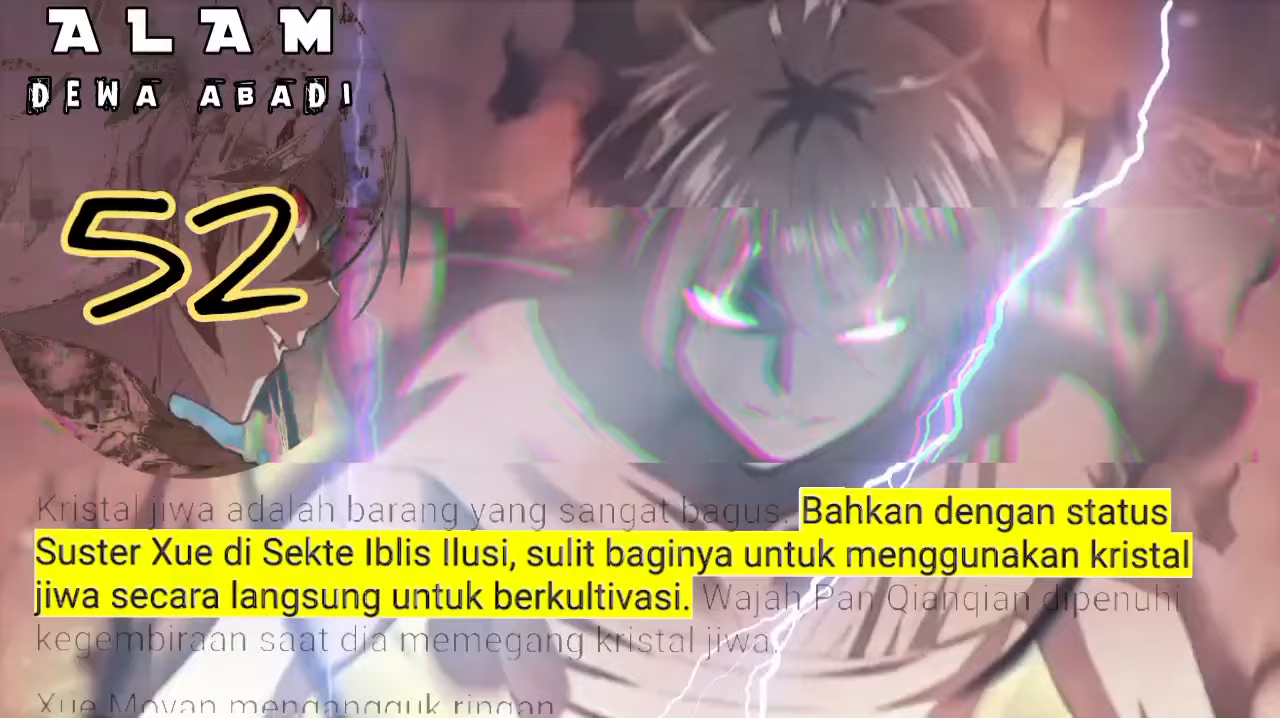 ALAM
DEWA ABADI
52
Kristal jiwa adalah barang yang sangat bagus. Bahkan dengan status
Suster Xue di Sekte Iblis Ilusi, sulit baginya untuk menggunakan kristal
jiwa secara langsung untuk berkultivasi. Wajah Pan Qianqian dipenuhi
kegembiraan saat dia memegang kristal jiwa.
Xue Moyan mengangguk ringan